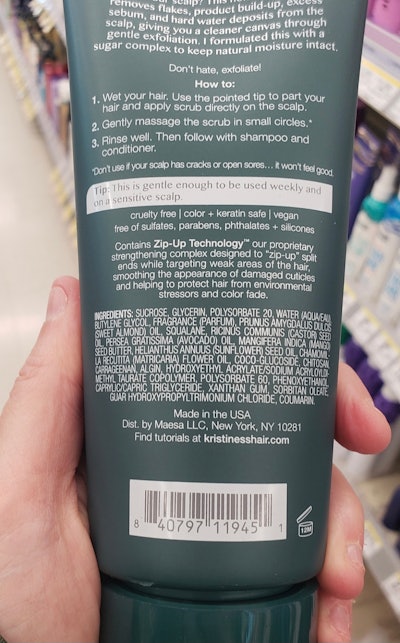 your scalp? This
removes flakes, product build-up, excess
sebum, and hard water deposits from the
scalp, giving you a cleaner canvas through
gentle exfoliation. I formulated this with a
sugar complex to keep natural moisture intact.
Don't hate, exfoliate!
How to:
1. Wet your hair. Use the pointed tip to part your
hair and apply scrub directly on the scalp.
2. Gently massage the scrub in small circles.*
3. Rinse well. Then follow with shampoo and
conditioner.
*Don't use if your scalp has cracks or open sores... it won't feel good.
Tip: This is gentle enough to be used weekly and
on a sensitive scalp.
cruelty free | color + keratin safe | vegan
free of sulfates, parabens, phthalates + silicones
Contains Zip-Up Technology™ our proprietary
strengthening complex designed to "zip-up" split
ends while targeting weak areas of the hair,
smoothing the appearance of damaged cuticles
and helping to protect hair from environmental
stressors and color fade.
INGREDIENTS: SUCROSE, GLYCERIN, POLYSORBATE 20, WATER (AQUA/EAU),
BUTYLENE GLYCOL, FRAGRANCE (PARFUM), PRUNUS AMYGDALUS DULCIS
(SWEET ALMOND) OIL, SQUALANE, RICINUS COMMUNIS (CASTOR) SEED
OIL, PERSEA GRATISSIMA (AVOCADO) OIL, MANGIFERA INDICA (MANGO)
SEED BUTTER, HELIANTHUS ANNUUS (SUNFLOWER) SEED OIL, CHAMOMIL-
LA RECUTITA (MATRICARIA) FLOWER OIL, COCO-GLUCOSIDE, CHITOSAN,
CARRAGEENAN, ALGIN, HYDROXYETHYL ACRYLATE/SODIUM ACRYLOYLDI-
METHYL TAURATE COPOLYMER, POLYSORBATE 60, PHENOXYETHANOL,
CAPRYLIC/CAPRIC TRIGLYCERIDE, XANTHAN GUM, SORBITAN OLEATE,
GUAR HYDROXYPROPYLTRIMONIUM CHLORIDE, COUMARIN.
Made in the USA
Dist. by Maesa LLC, New York, NY 10281
Find tutorials at kristinesshair.com
8 40797 11945 1
12M